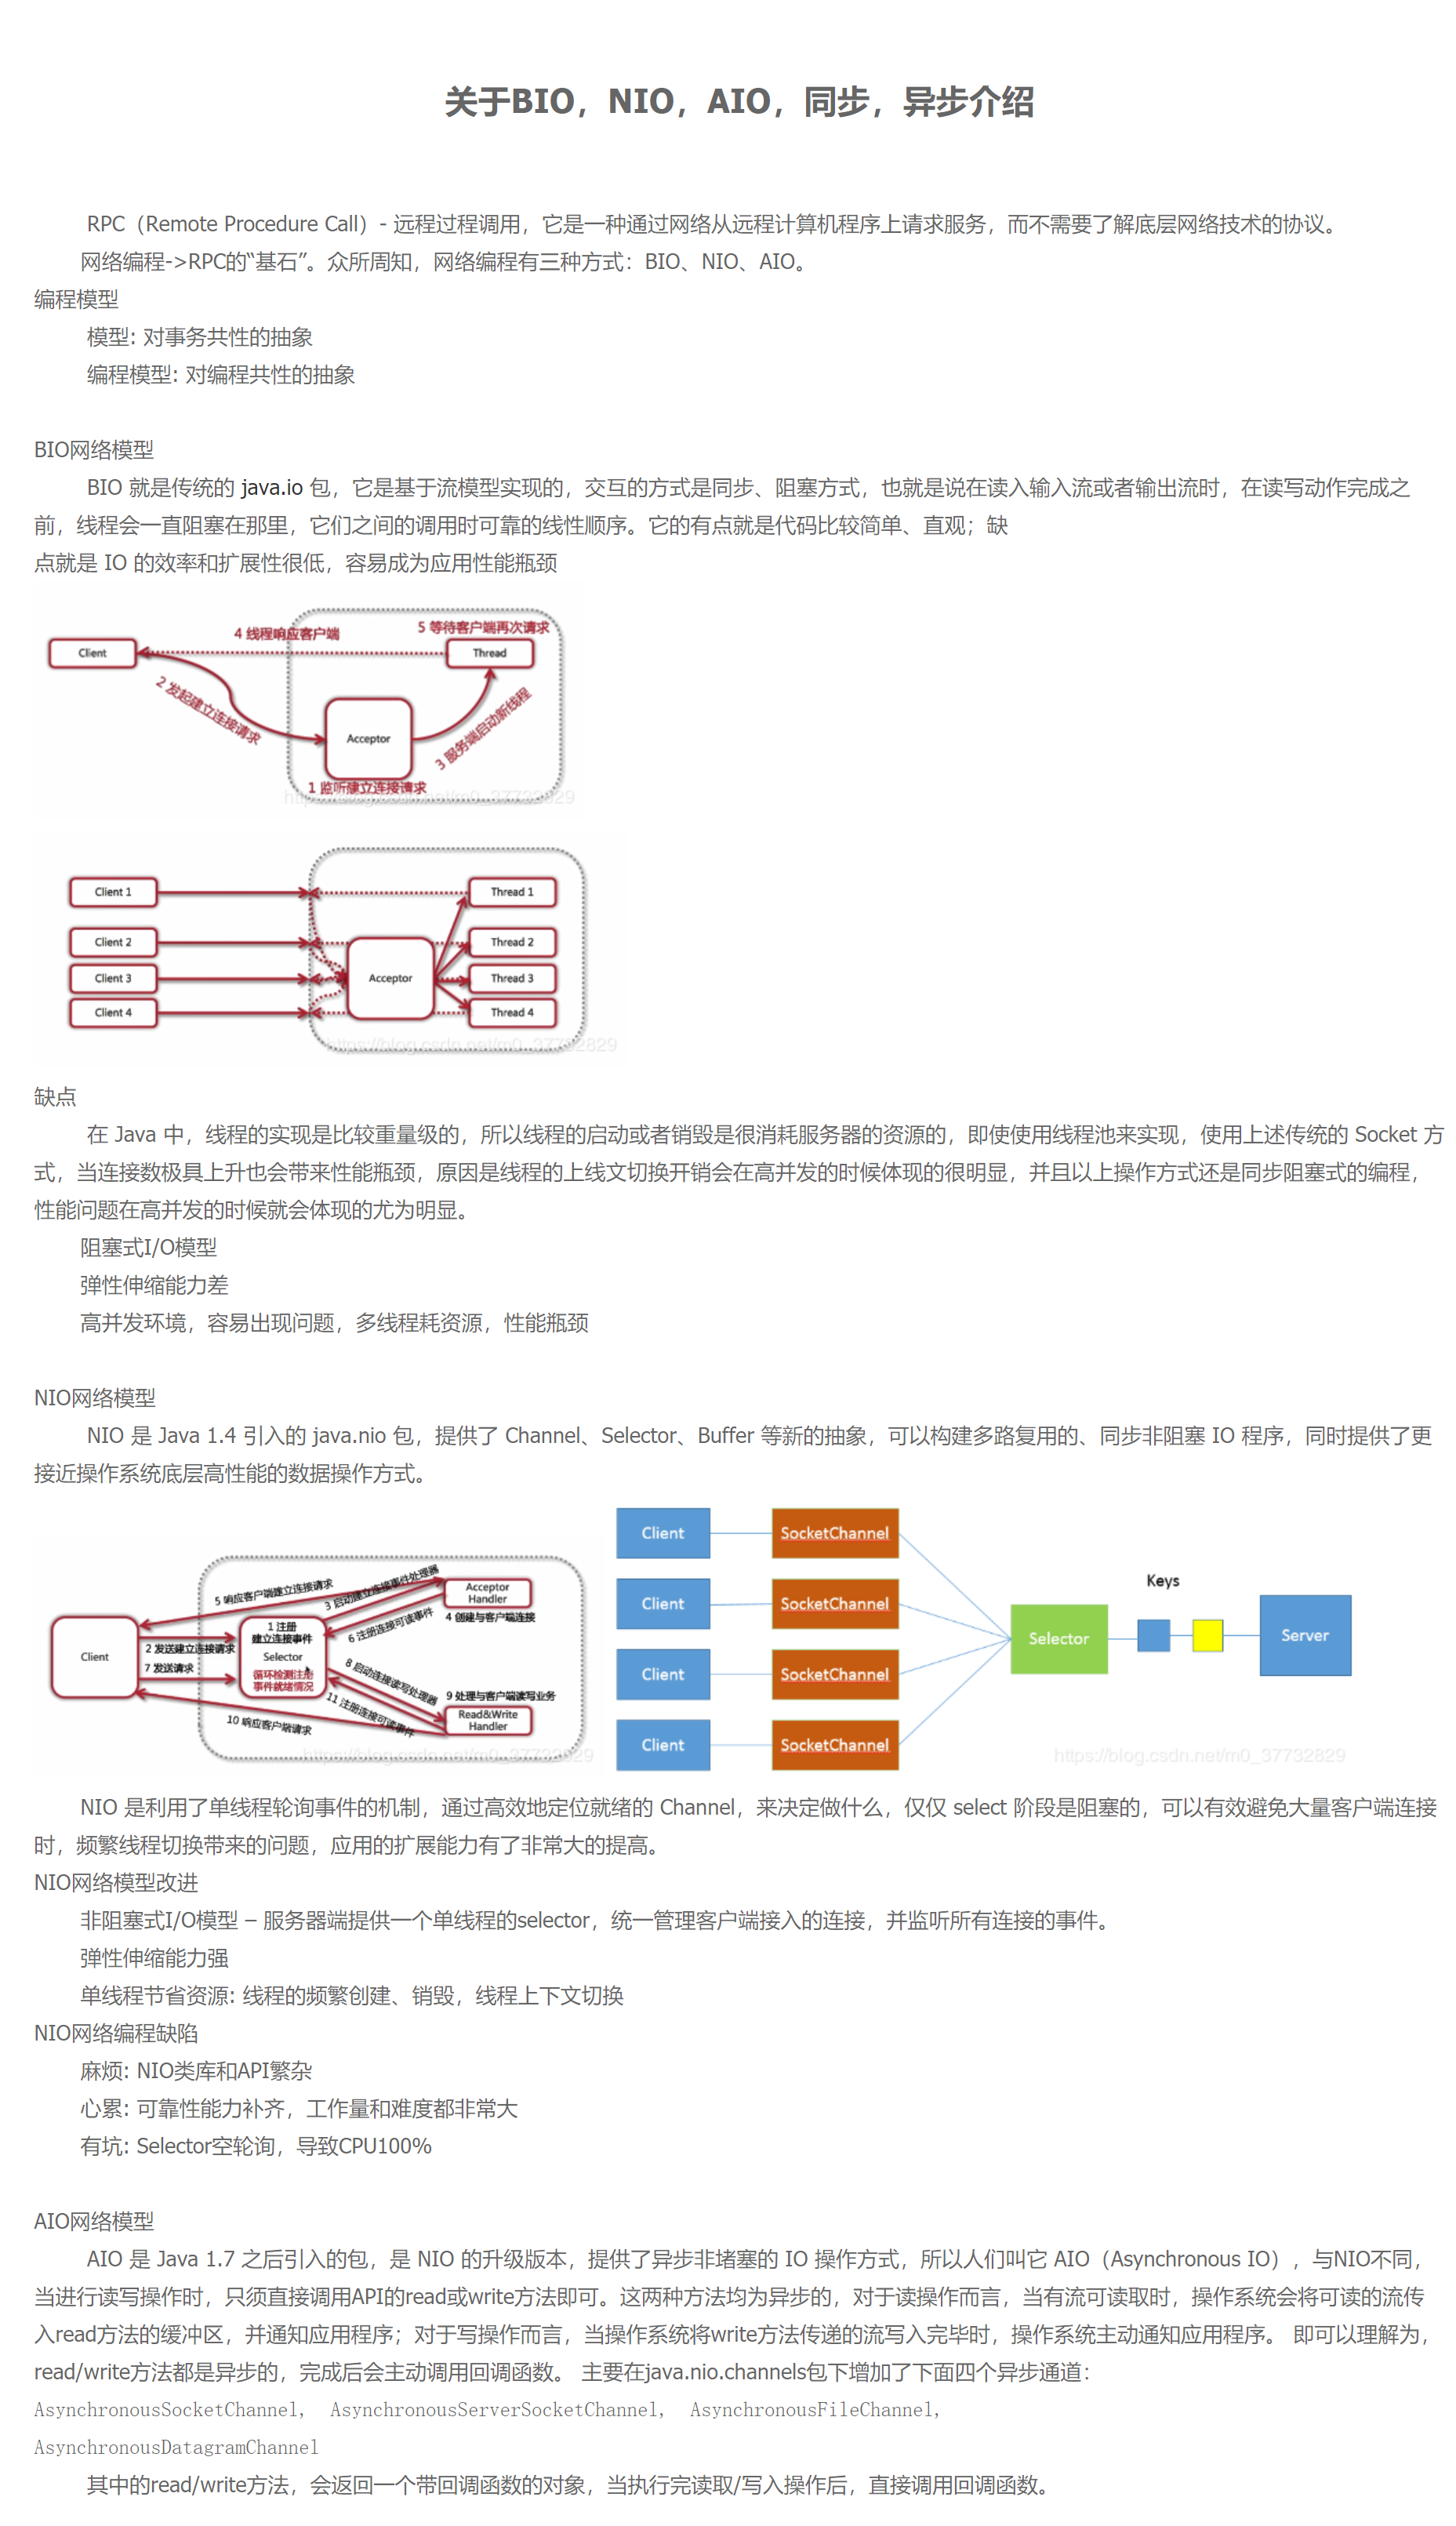 关于BIO，NIO，AIO，同步，异步介绍
RPC（Remote Procedure Call）- 远程过程调用，它是一种通过网络从远程计算机程序上请求服务，而不需要了解底层网络技术的协议。
网络编程->RPC的“基石”。众所周知，网络编程有三种方式：BIO、NIO、AIO。
编程模型
模型: 对事务共性的抽象
编程模型: 对编程共性的抽象
BIO网络模型
BIO 就是传统的 java.io 包，它是基于流模型实现的，交互的方式是同步、阻塞方式，也就是说在读入输入流或者输出流时，在读写动作完成之
前，线程会一直阻塞在那里，它们之间的调用时可靠的线性顺序。它的有点就是代码比较简单、直观；缺
点就是 IO 的效率和扩展性很低，容易成为应用性能瓶颈
4 线程响应客户端
5 等待客户端再次请求
Client
Thread
2 发起建立连接请求
Acceptor
3 服务端启动新线程
1 监听建立连接请求
https://blog.csdn.net/m0_37732829
Client 1
Thread 1
Client 2
Thread 2
Client 3
Acceptor
Thread 3
Client 4
Thread 4
https://blog.csdn.net/m0_37732829
缺点
在 Java 中，线程的实现是比较重量级的，所以线程的启动或者销毁是很消耗服务器的资源的，即使使用线程池来实现，使用上述传统的 Socket 方
式，当连接数极具上升也会带来性能瓶颈，原因是线程的上线文切换开销会在高并发的时候体现的很明显，并且以上操作方式还是同步阻塞式的编程，
性能问题在高并发的时候就会体现的尤为明显。
阻塞式I/O模型
弹性伸缩能力差
高并发环境，容易出现问题，多线程耗资源，性能瓶颈
NIO网络模型
NIO 是 Java 1.4 引入的 java.nio 包，提供了 Channel、Selector、Buffer 等新的抽象，可以构建多路复用的、同步非阻塞 IO 程序，同时提供了更
接近操作系统底层高性能的数据操作方式。
5 响应客户端建立连接请求
3 启动建立连接事件处理器
Acceptor
Handler
4 创建与客户端连接
6 注册连接可读事件
1 注册
建立连接事件
Selector
循环检测注册
事件就绪情况
Client
2 发送建立连接请求
7 发送请求
8 启动连接读写处理器
9 处理与客户端读写业务
Read&Write
Handler
11 注册连接可读事件
10 响应客户端请求
https://blog.csdn.net/m0_37732829
Client
SocketChannel
Client
SocketChannel
Keys
Selector
Server
Client
SocketChannel
Client
SocketChannel
https://blog.csdn.net/m0_37732829
NIO 是利用了单线程轮询事件的机制，通过高效地定位就绪的 Channel，来决定做什么，仅仅 select 阶段是阻塞的，可以有效避免大量客户端连接
时，频繁线程切换带来的问题，应用的扩展能力有了非常大的提高。
NIO网络模型改进
非阻塞式I/O模型 – 服务器端提供一个单线程的selector，统一管理客户端接入的连接，并监听所有连接的事件。
弹性伸缩能力强
单线程节省资源: 线程的频繁创建、销毁，线程上下文切换
NIO网络编程缺陷
麻烦: NIO类库和API繁杂
心累: 可靠性能力补齐，工作量和难度都非常大
有坑: Selector空轮询，导致CPU100%
AIO网络模型
AIO 是 Java 1.7 之后引入的包，是 NIO 的升级版本，提供了异步非堵塞的 IO 操作方式，所以人们叫它 AIO（Asynchronous IO），与NIO不同，
当进行读写操作时，只须直接调用API的read或write方法即可。这两种方法均为异步的，对于读操作而言，当有流可读取时，操作系统会将可读的流传
入read方法的缓冲区，并通知应用程序；对于写操作而言，当操作系统将write方法传递的流写入完毕时，操作系统主动通知应用程序。 即可以理解为，
read/write方法都是异步的，完成后会主动调用回调函数。 主要在java.nio.channels包下增加了下面四个异步通道：
AsynchronousSocketChannel, AsynchronousServerSocketChannel, AsynchronousFileChannel,
AsynchronousDatagramChannel
其中的read/write方法，会返回一个带回调函数的对象，当执行完读取/写入操作后，直接调用回调函数。